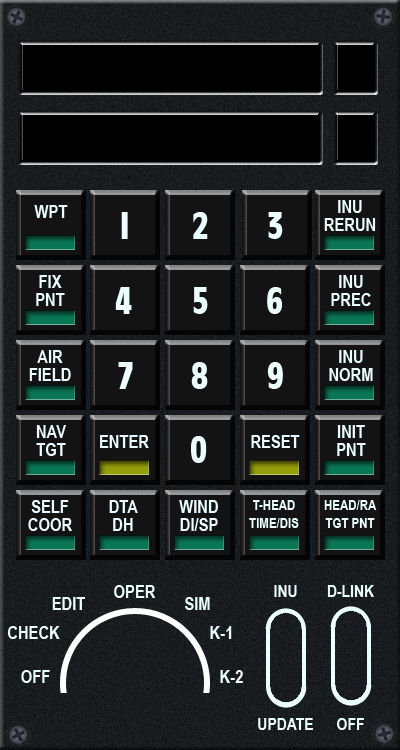 WPT
1
2
3
INU
RERUN
FIX
PNT
4
5
6
INU
PREC
AIR
FIELD
7
8
9
INU
NORM
NAV
TGT
ENTER
0
RESET
INIT
PNT
SELF
COOR
DTA
DH
WIND
DI/SP
T-HEAD
TIME/DIS
HEAD/RA
TGT PNT
OFF
CHECK
EDIT
OPER
SIM
K-1
K-2
INU
UPDATE
D-LINK
OFF